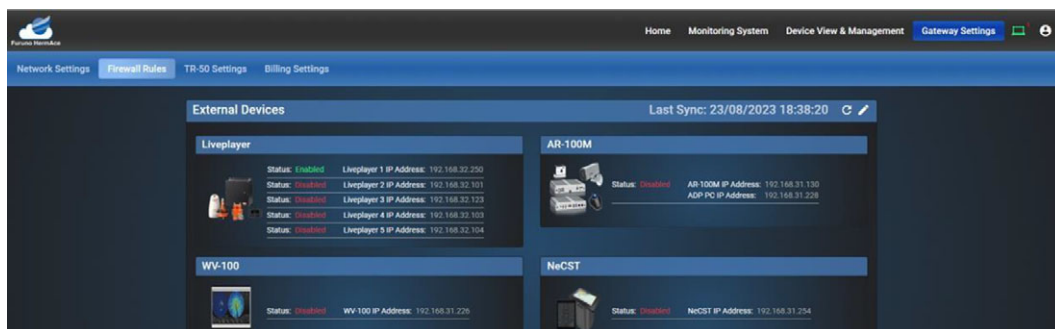 Furuno HermAce
Home Monitoring System Device View & Management Gateway Settings
Network Settings Firewall Rules TR-50 Settings Billing Settings
External Devices Last Sync: 23/08/2023 18:38:20
Liveplayer
Status: Enabled Liveplayer 1 IP Address: 192.168.32.250
Status: Disabled Liveplayer 2 IP Address: 192.168.32.101
Status: Disabled Liveplayer 3 IP Address: 192.168.32.123
Status: Disabled Liveplayer 4 IP Address: 192.168.32.103
Status: Disabled Liveplayer 5 IP Address: 192.168.32.104
AR-100M
Status: Disabled AR-100M IP Address: 192.168.31.130
ADP PC IP Address: 192.168.31.228
WV-100
Status: Disabled WV-100 IP Address: 192.168.31.226
NeCST
Status: Disabled NeCST IP Address: 192.168.31.254